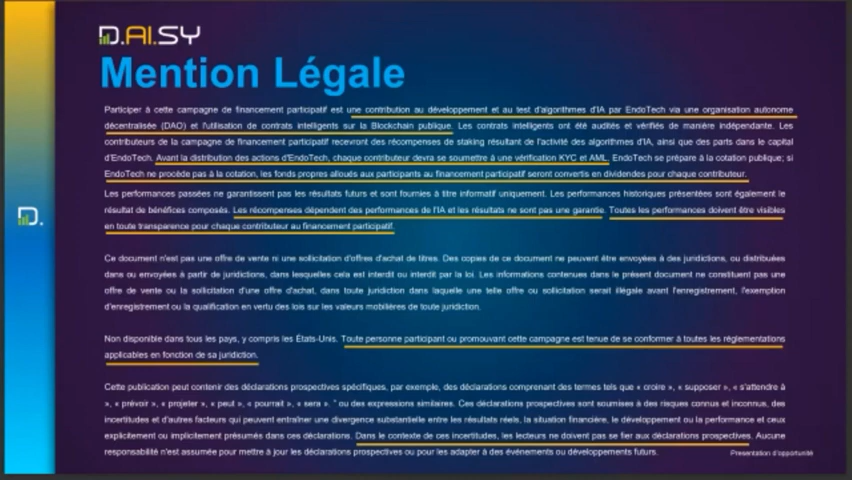 D.AI.SY
Mention Légale
Participer à cette campagne de financement participatif est une contribution au développement et au test d'algorithmes d'IA par EndoTech via une organisation autonome
décentralisée (DAO) et l'utilisation de contrats intelligents sur la Blockchain publique. Les contrats intelligents ont été audités et vérifiés de manière indépendante. Les
contributeurs de la campagne de financement participatif recevront des récompenses de staking résultant de l'activité des algorithmes d'IA, ainsi que des parts dans le capital
d'EndoTech. Avant la distribution des actions d'EndoTech, chaque contributeur devra se soumettre à une vérification KYC et AML. EndoTech se prépare à la cotation publique; si
EndoTech ne procède pas à la cotation, les fonds propres alloués aux participants au financement participatif seront convertis en dividendes pour chaque contributeur.
Les performances passées ne garantissent pas les résultats futurs et sont fournies à titre informatif uniquement. Les performances historiques présentées sont également le
résultat de bénéfices composés. Les récompenses dépendent des performances de l'IA et les résultats ne sont pas une garantie. Toutes les performances doivent être visibles
en toute transparence pour chaque contributeur au financement participatif.
Ce document n'est pas une offre de vente ni une sollicitation d'offres d'achat de titres. Des copies de ce document ne peuvent être envoyées à des juridictions, ou distribuées
dans ou envoyées à partir de juridictions, dans lesquelles cela est interdit ou interdit par la loi. Les informations contenues dans le présent document ne constituent pas une
offre de vente ou la sollicitation d'une offre d'achat, dans toute juridiction dans laquelle une telle offre ou sollicitation serait illégale avant l'enregistrement, l'exemption
d'enregistrement ou la qualification en vertu des lois sur les valeurs mobilières de toute juridiction.
D.
Non disponible dans tous les pays, y compris les États-Unis. Toute personne participant ou promouvant cette campagne est tenue de se conformer à toutes les réglementations
applicables en fonction de sa juridiction.
Cette publication peut contenir des déclarations prospectives spécifiques, par exemple, des déclarations comprenant des termes tels que « croire », « supposer », « s'attendre à
», « prévoir », « projeter », « peut », « pourrait », « sera ». " ou des expressions similaires. Ces déclarations prospectives sont soumises à des risques connus et inconnus, des
incertitudes et d'autres facteurs qui peuvent entraîner une divergence substantielle entre les résultats réels, la situation financière, le développement ou la performance et ceux
explicitement ou implicitement présumés dans ces déclarations. Dans le contexte de ces incertitudes, les lecteurs ne doivent pas se fier aux déclarations prospectives. Aucune
responsabilité n'est assumée pour mettre à jour les déclarations prospectives ou pour les adapter à des événements ou développements futurs.
Presentation d'opportunité